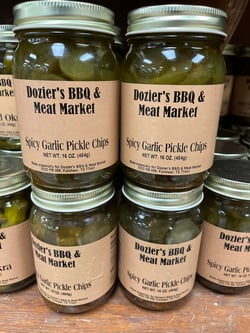 Dozier's BBQ &
Meat Market
Spicy Garlic Pickle Chips
NET WT. 16 OZ. (454g)
Dozier's BBQ &
Meat Market
Spicy Garlic Pickle Chips
NET WT. 16 OZ. (454g)
Dozier's BBQ &
Meat Market
Spicy Garlic Pickle Chips
Dozier's BBQ &
Meat Market
Spicy Garlic Pickle Chips